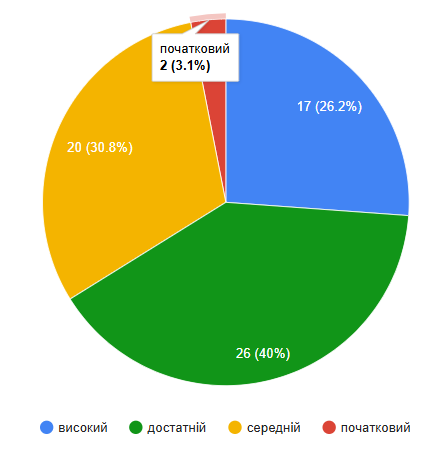 початковий
2 (3.1%)
17 (26.2%)
20 (30.8%)
26 (40%)
високий достатній середній початковий